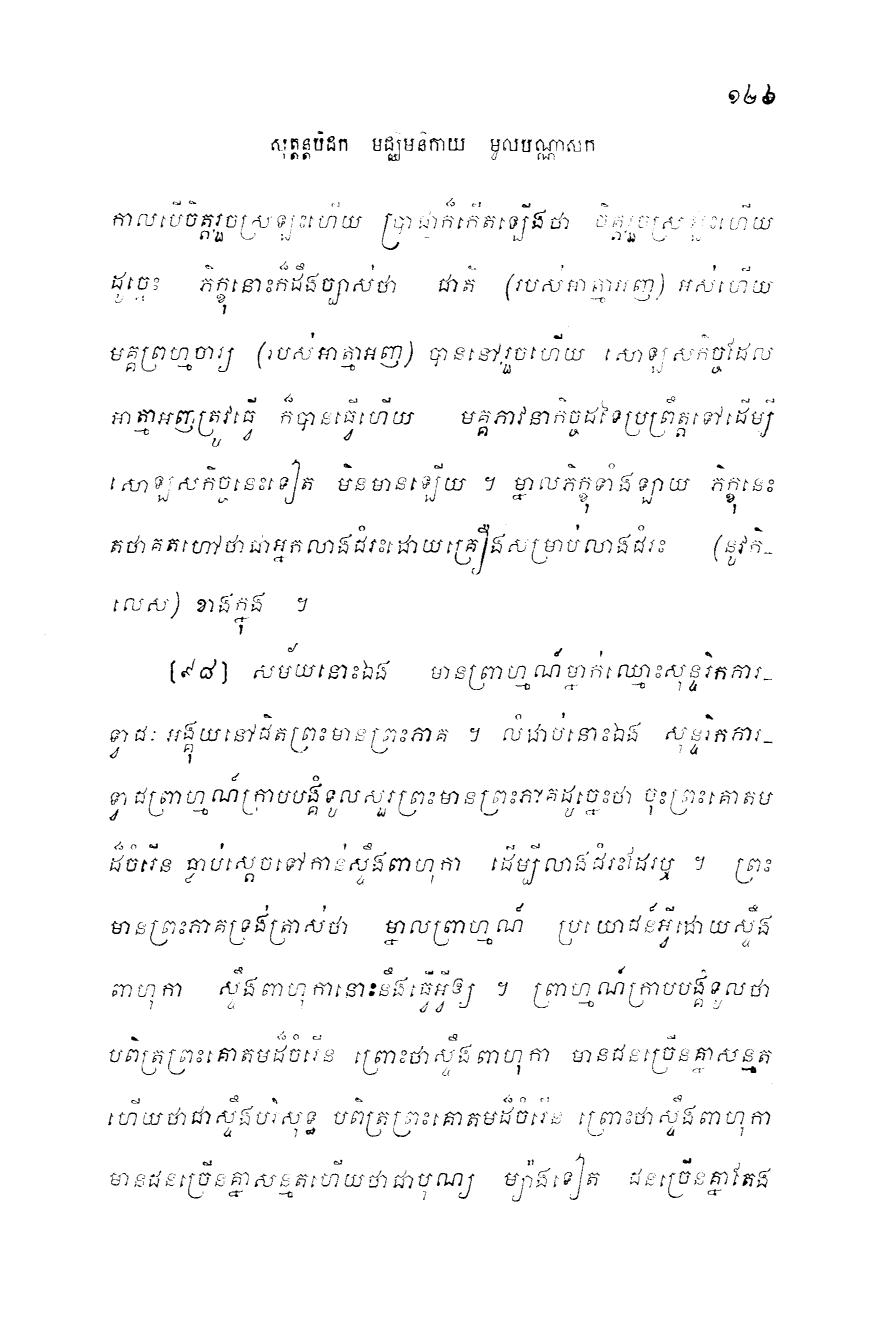 ១៤៦
សុត្តន្តបិដក មជ្ឈិមនិកាយ មូលបណ្ណាសក
កាលបើចិត្តរួចស្រឡះហើយ ប្រាជ្ញាក៏កើតឡើងថា ចិត្តរួចស្រឡះហើយ
ដូច្នេះ ភិក្ខុនោះក៏ដឹងច្បាស់ថា ជាតិ (របស់អាត្មាអញ) អស់ហើយ
មគ្គព្រហ្មចារ្យ (របស់អាត្មាអញ) បាននៅរួចហើយ សោឡសកិច្ចដែល
អាត្មាអញត្រូវធ្វើ ក៏បានធ្វើហើយ មគ្គភាវនាកិច្ចដទៃប្រព្រឹត្តទៅដើម្បី
សោឡសកិច្ចនេះទៀត មិនមានឡើយ ។ ម្នាលភិក្ខុទាំងឡាយ ភិក្ខុនេះ
តថាគតហៅថាជាអ្នកលាងជំរះដោយគ្រឿងសម្រាប់លាងជំរះ (នូវកិ-
លេស) ខាងក្នុង ។
[៩៨] សម័យនោះឯង មានព្រាហ្មណ៍ម្នាក់ឈ្មោះសុន្ទរិកភារ-
ទ្វាជៈ អង្គុយនៅជិតព្រះមានព្រះភាគ ។ លំដាប់នោះឯង សុន្ទរិកភារ-
ទ្វាជព្រាហ្មណ៍ក្រាបបង្គំទូលសួរព្រះមានព្រះភាគដូច្នេះថា ចុះព្រះគោតម
ដ៏ចំរើន ធ្លាប់ស្តេចទៅកាន់ស្ទឹងពាហុកា ដើម្បីលាងជំរះដែរឬ ។ ព្រះ
មានព្រះភាគទ្រង់ត្រាស់ថា ម្នាលព្រាហ្មណ៍ ប្រយោជន៍អ្វីដោយស្ទឹង
ពាហុកា ស្ទឹងពាហុកានោះនឹងធ្វើអ្វីឲ្យ ។ ព្រាហ្មណ៍ក្រាបបង្គំទូលថា
បពិត្រព្រះគោតមដ៏ចំរើន ព្រោះថាស្ទឹងពាហុកា មានជនច្រើនគ្នាសន្មត
ហើយថាជាស្ទឹងបរិសុទ្ធ បពិត្រព្រះគោតមដ៏ចំរើន ព្រោះថាស្ទឹងពាហុកា
មានជនច្រើនគ្នាសន្មតហើយថាជាបុណ្យ ម្យ៉ាងទៀត ជនច្រើនគ្នាតែង